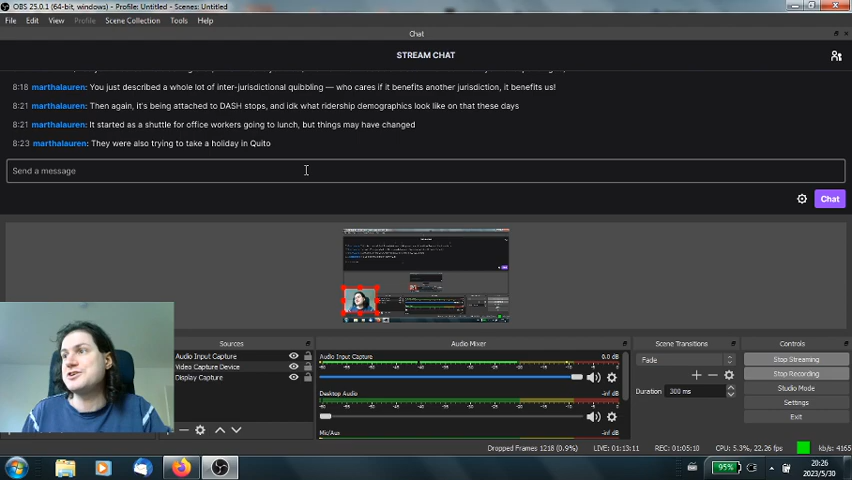 OBS 25.0.1 (64-bit, windows) - Profile: Untitled - Scenes: Untitled
File Edit View Profile Scene Collection Tools Help
Chat
STREAM CHAT
8:18 marthalauren: You just described a whole lot of inter-jurisdictional quibbling — who cares if it benefits another jurisdiction, it benefits us!
8:21 marthalauren: Then again, it's being attached to DASH stops, and idk what ridership demographics look like on that these days
8:21 marthalauren: It started as a shuttle for office workers going to lunch, but things may have changed
8:23 marthalauren: They were also trying to take a holiday in Quito
Send a message
Chat
Sources
Audio Input Capture
Video Capture Device
Display Capture
Audio Mixer
Audio Input Capture 0.0 dB
Desktop Audio -inf dB
Mic/Aux -inf dB
Scene Transitions
Fade
Duration 300 ms
Controls
Stop Streaming
Stop Recording
Studio Mode
Settings
Exit
Dropped Frames 1218 (0.9%) LIVE: 01:13:11 REC: 01:05:10 CPU: 5.3%, 22.26 fps kb/s: 4165
95%
20:26
2023/5/30